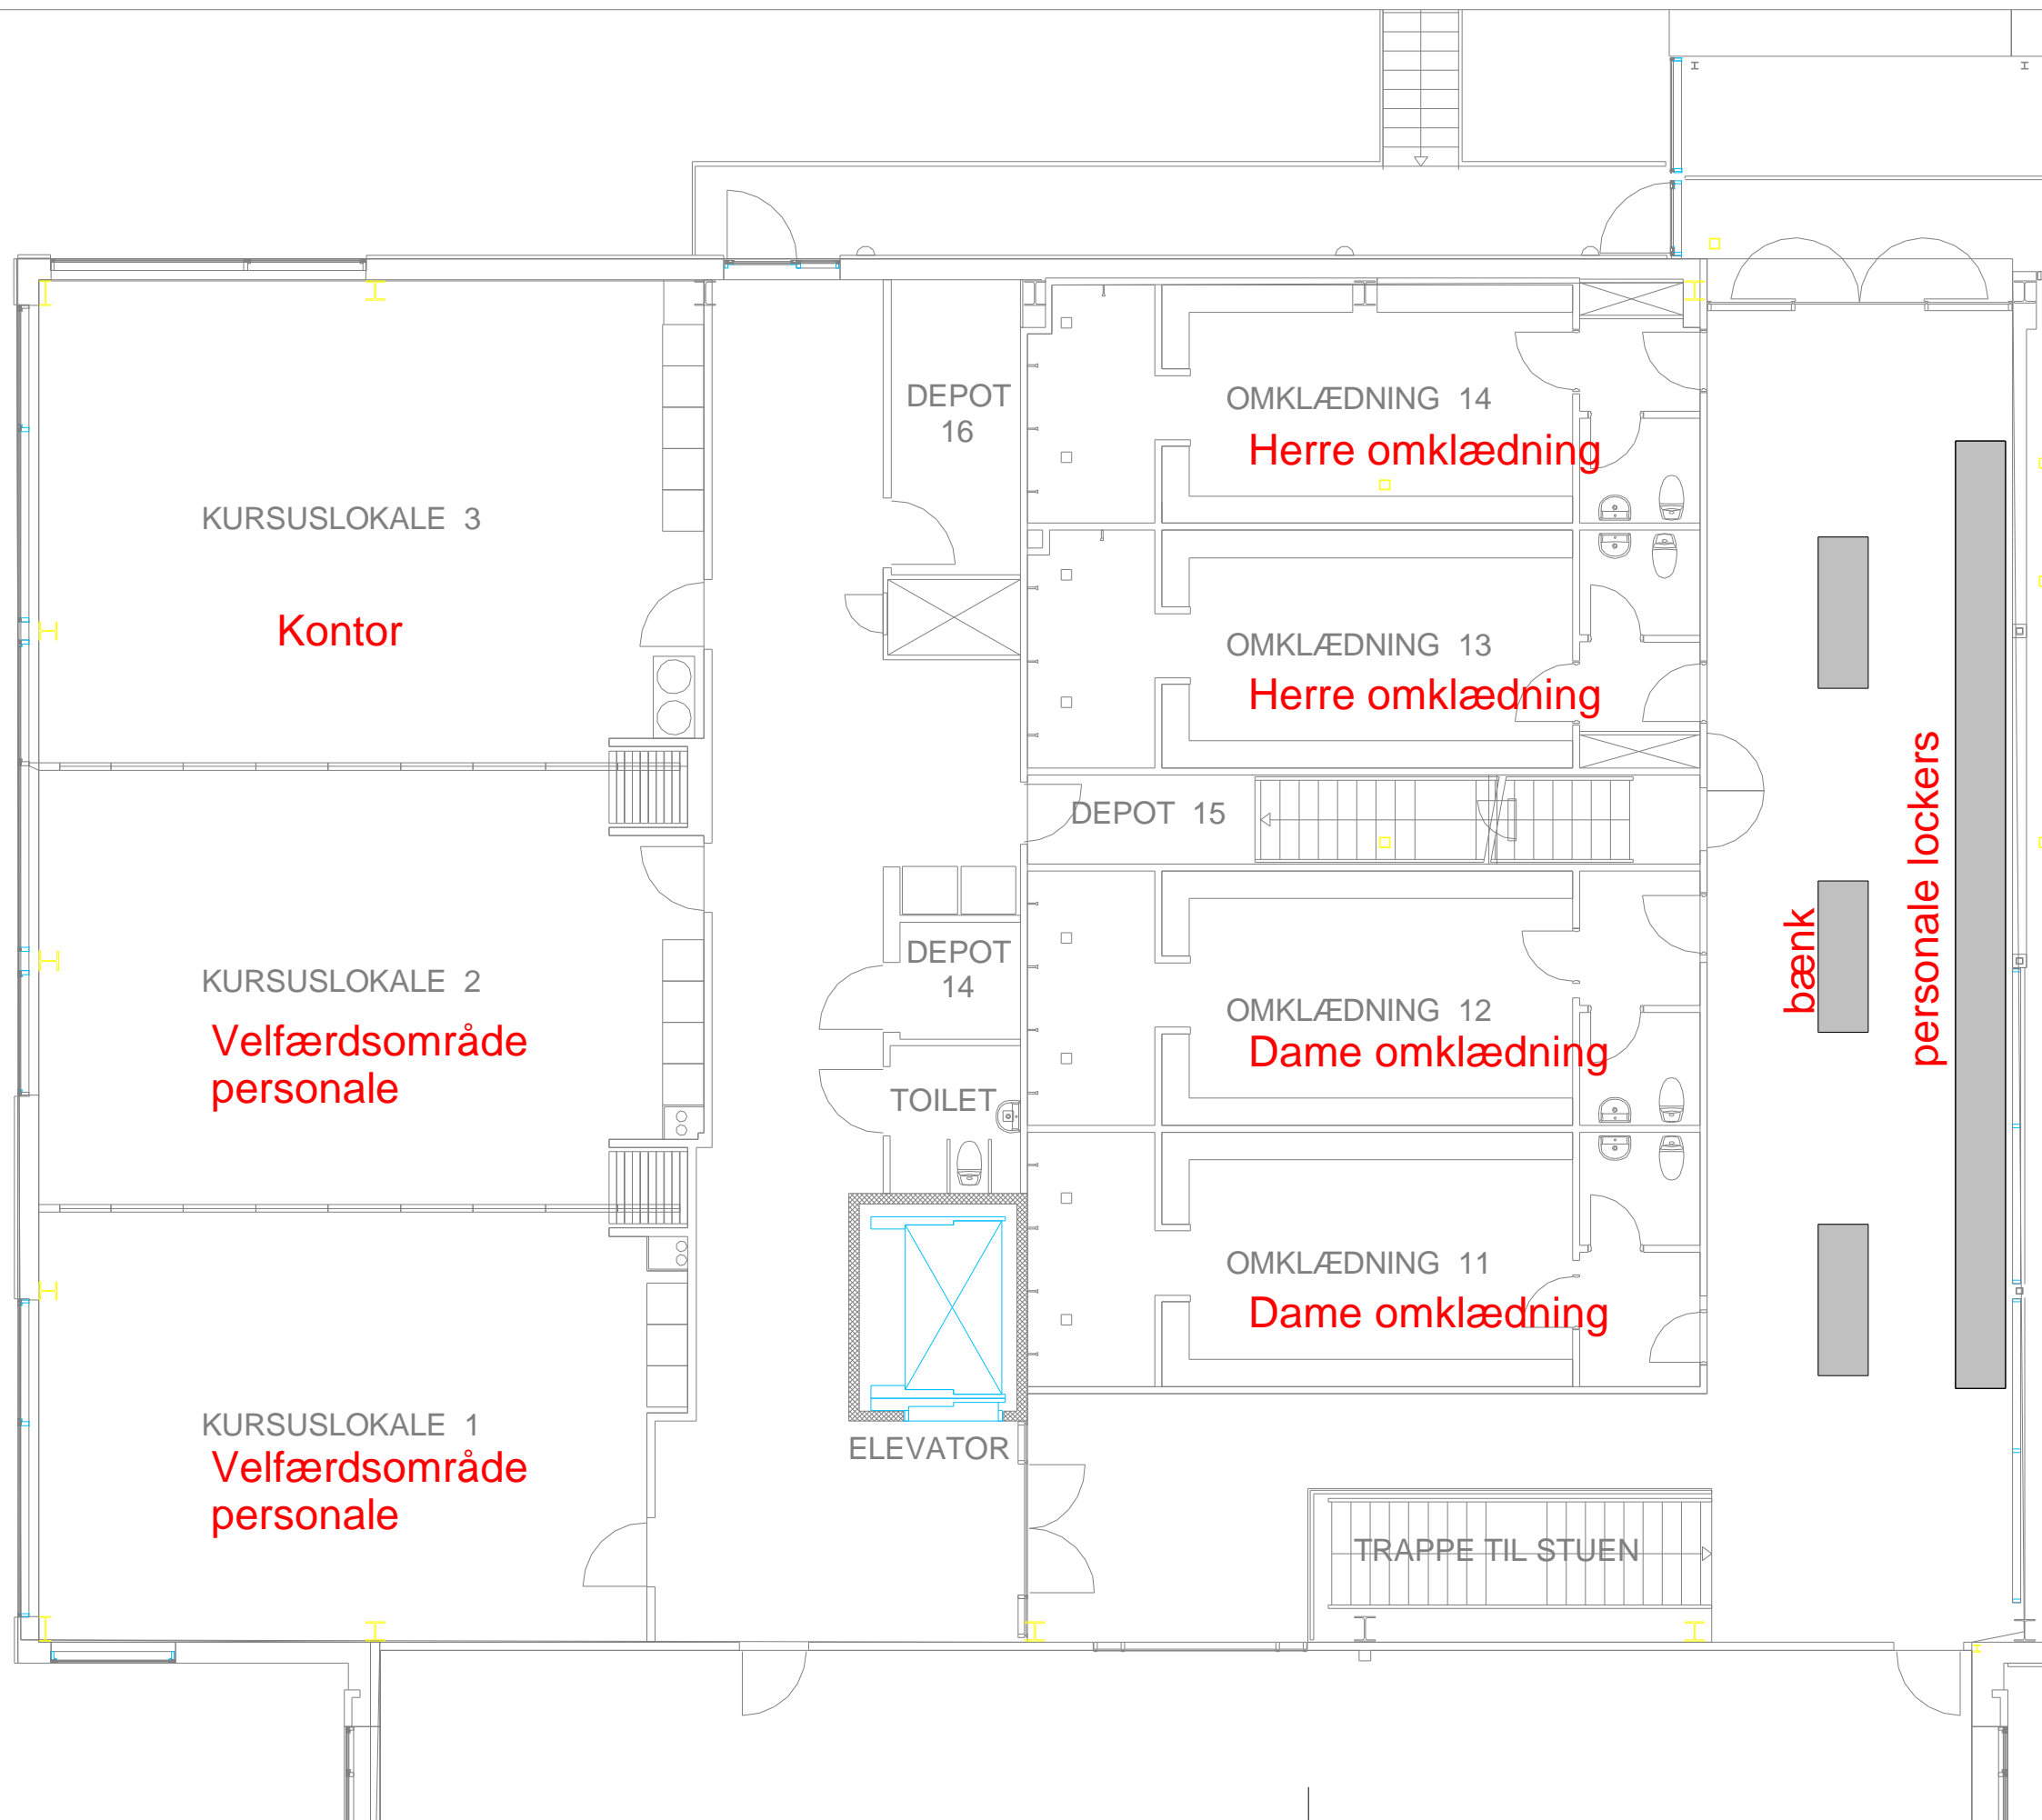 DEPOT
16
OMKLÆDNING 14
Herre omklædning
KURSUSLOKALE 3
Kontor
OMKLÆDNING 13
Herre omklædning
DEPOT 15
personale lockers
bænk
DEPOT
14
KURSUSLOKALE 2
Velfærdsområde
personale
OMKLÆDNING 12
Dame omklædning
TOILET
OMKLÆDNING 11
Dame omklædning
KURSUSLOKALE 1
Velfærdsområde
personale
ELEVATOR
TRAPPE TIL STUEN